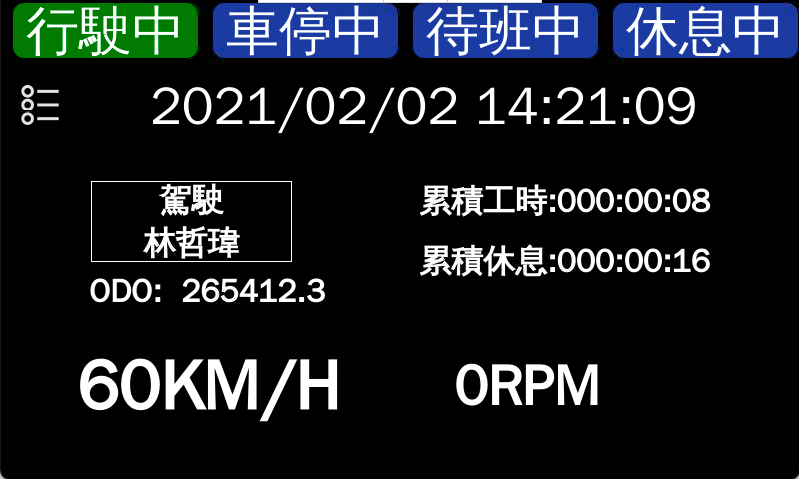 行駛中 車停中 待班中 休息中
2021/02/02 14:21:09
駕駛
林哲瑋
累積工時:000:00:08
累積休息:000:00:16
ODO: 265412.3
60KM/H 0RPM